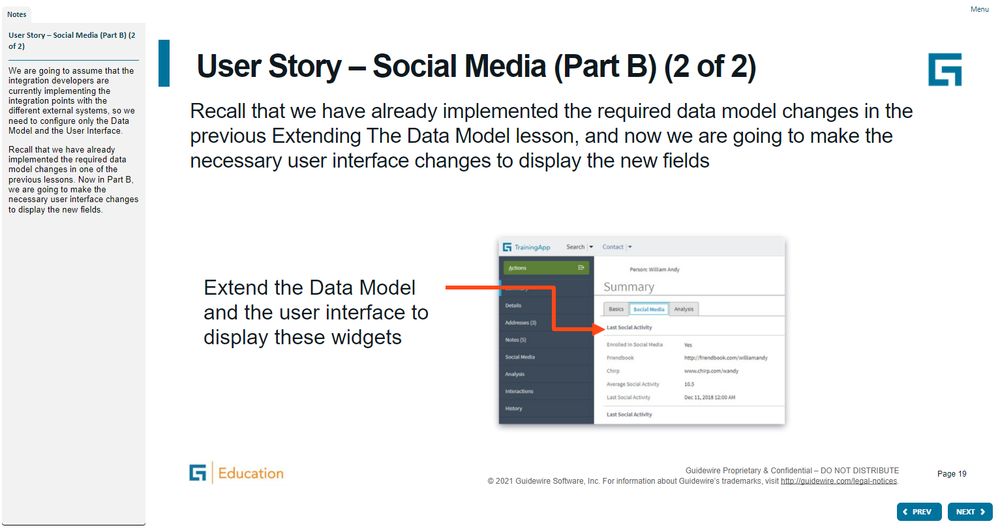 Notes
Menu
User Story – Social Media (Part B) (2
of 2)
We are going to assume that the
integration developers are
currently implementing the
integration points with the
different external systems, so we
need to configure only the Data
Model and the User Interface.
Recall that we have already
implemented the required data
model changes in one of the
previous lessons. Now in Part B,
we are going to make the
necessary user interface changes
to display the new fields.
User Story – Social Media (Part B) (2 of 2)
Recall that we have already implemented the required data model changes in the
previous Extending The Data Model lesson, and now we are going to make the
necessary user interface changes to display the new fields
Extend the Data Model
and the user interface to
display these widgets
TrainingApp Search Contact
Actions
Details
Addresses (3)
Notes (5)
Social Media
Analysis
Interactions
History
Person: William Andy
Summary
Basics Social Media Analysis
Last Social Activity
Enrolled In Social Media Yes
Friendbook http://friendbook.com/williamandy
Chirp www.chirp.com/wandy
Average Social Activity 10.5
Last Social Activity Dec 11, 2018 12:00 AM
Last Social Activity
Education
Guidewire Proprietary & Confidential – DO NOT DISTRIBUTE
© 2021 Guidewire Software, Inc. For information about Guidewire's trademarks, visit http://guidewire.com/legal-notices.
Page 19
PREV
NEXT